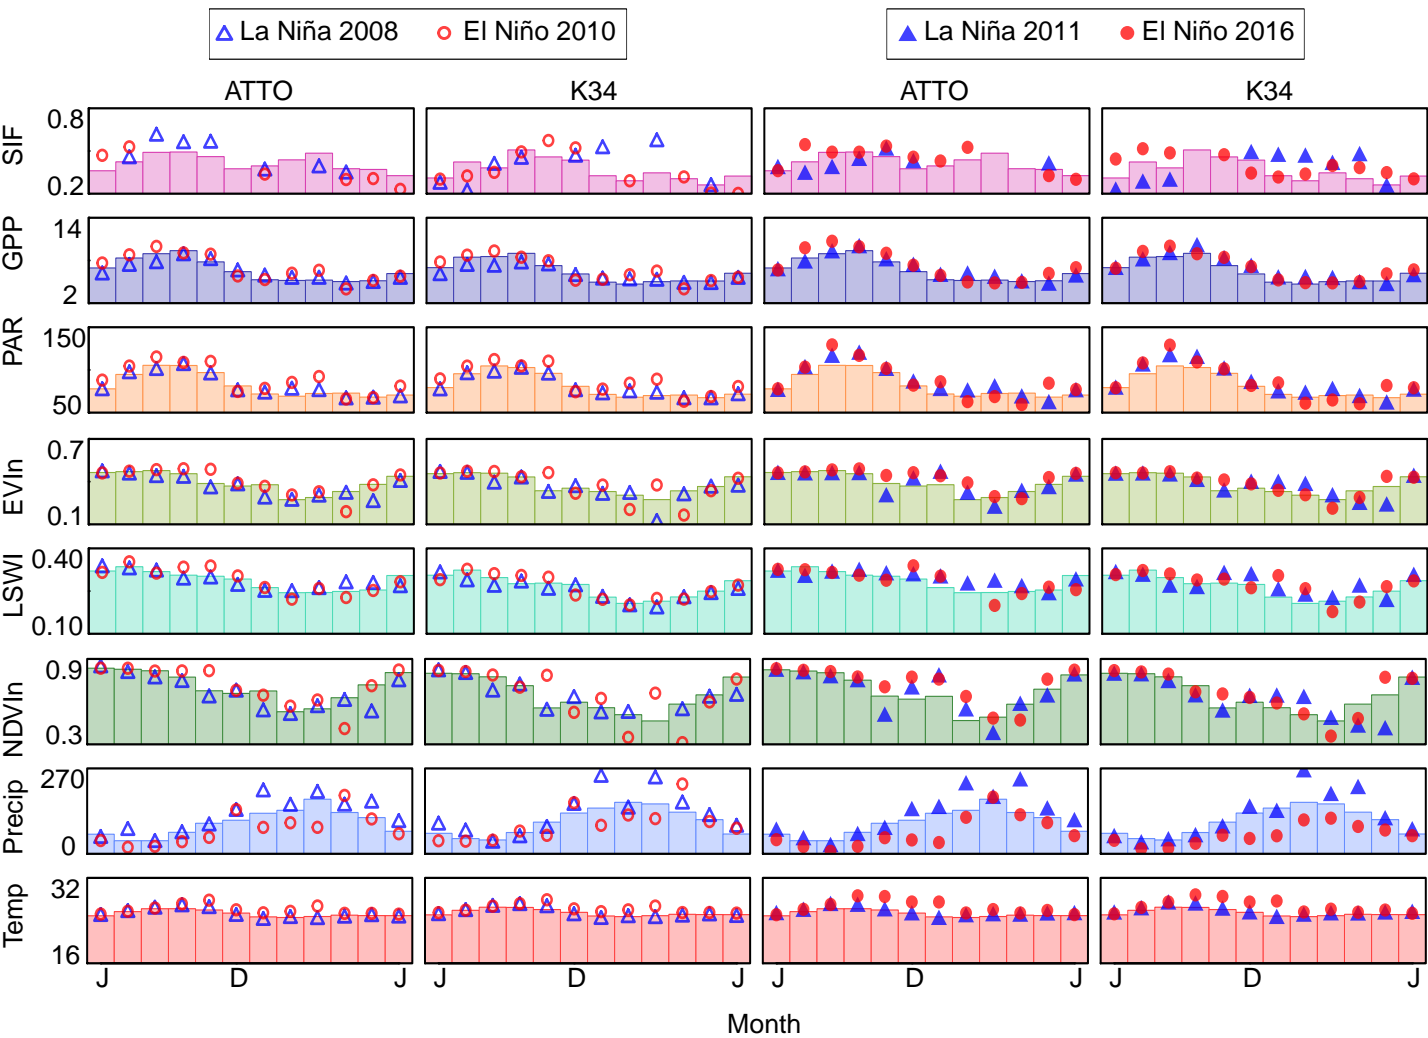 La Niña 2008 El Niño 2010 La Niña 2011 El Niño 2016
ATTO K34 ATTO K34
SIF 0.8 0.2
GPP 14 2
PAR 150 50
EVIn 0.7 0.1
LSWI 0.40 0.10
NDVIn 0.9 0.3
Precip 270 0
Temp 32 16
J D J J D J J D J J D J
Month